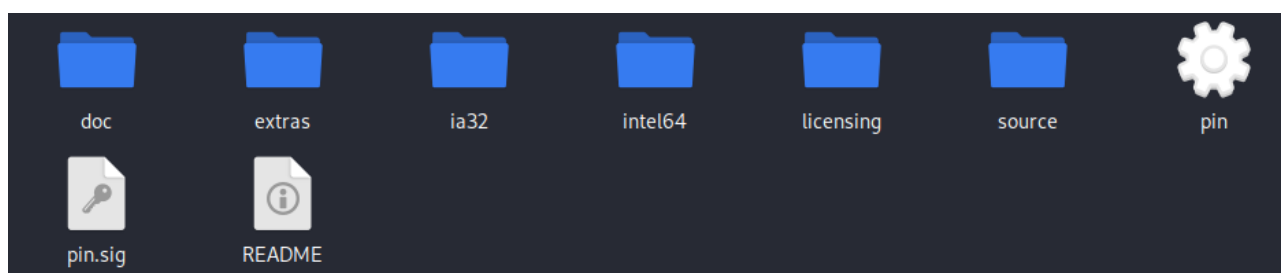 doc extras ia32 intel64 licensing source pin
pin.sig README